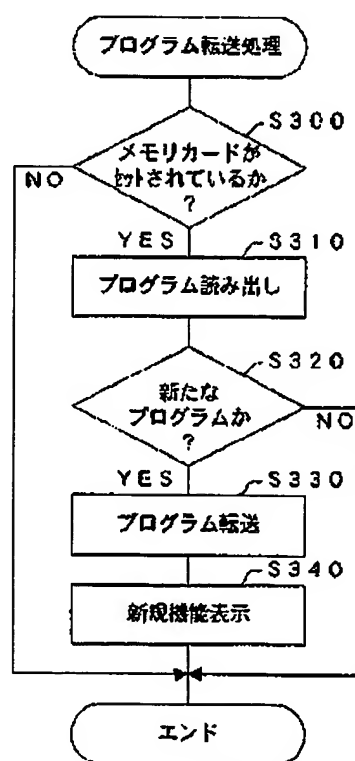 プログラム転送処理
S300
メモリカードが
セットされているか
?
NO
YES
S310
プログラム読み出し
S320
新たな
プログラムか
?
NO
YES
S330
プログラム転送
S340
新規機能表示
エンド